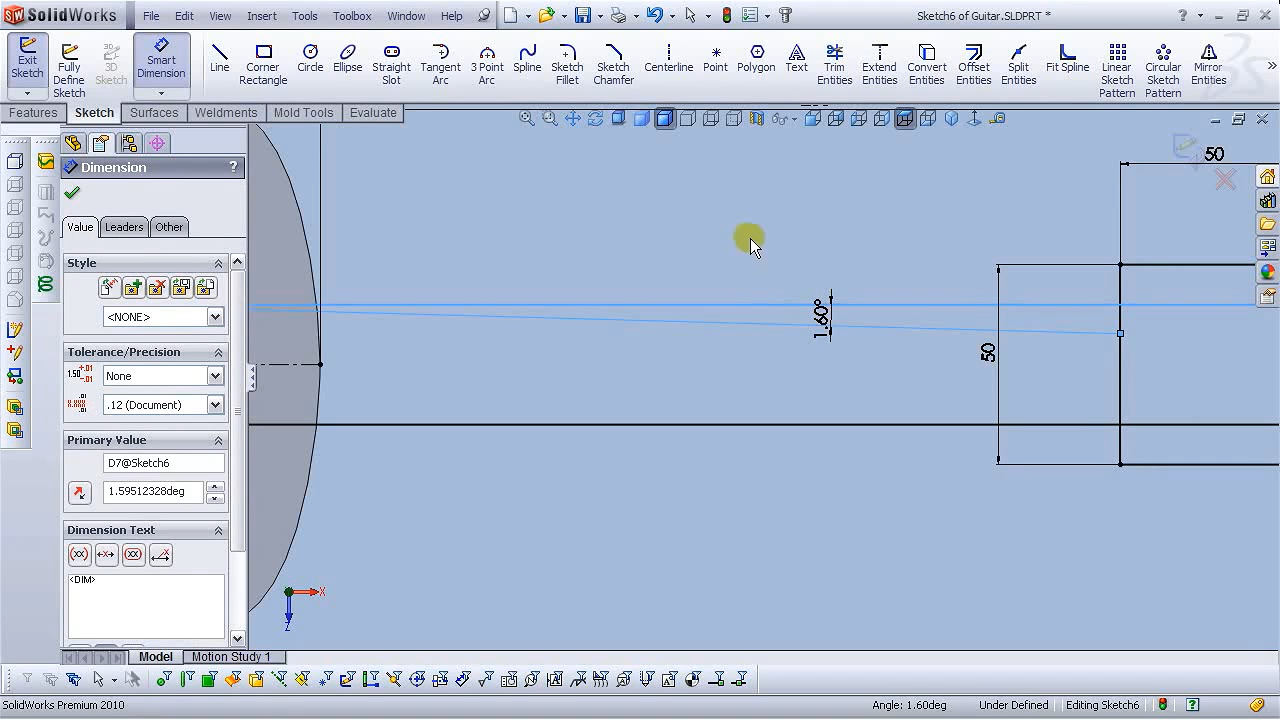 SolidWorks File Edit View Insert Tools Toolbox Window Help Sketch6 of Guitar.SLDPRT *
Exit Sketch
Fully Define Sketch
3D Sketch
Smart Dimension
Line
Corner Rectangle
Circle
Ellipse
Straight Slot
Tangent Arc
3 Point Arc
Spline
Sketch Fillet
Sketch Chamfer
Centerline
Point
Polygon
Text
Trim Entities
Extend Entities
Convert Entities
Offset Entities
Split Entities
Fit Spline
Linear Sketch Pattern
Circular Sketch Pattern
Mirror Entities
Features Sketch Surfaces Weldments Mold Tools Evaluate
Dimension ?
Value Leaders Other
Style
<NONE>
Tolerance/Precision
None
.12 (Document)
Primary Value
D7@Sketch6
1.59512328deg
Dimension Text
<DIM>
50
1.60°
50
X
Z
Model Motion Study 1
SolidWorks Premium 2010 Angle: 1.60deg Under Defined Editing Sketch6